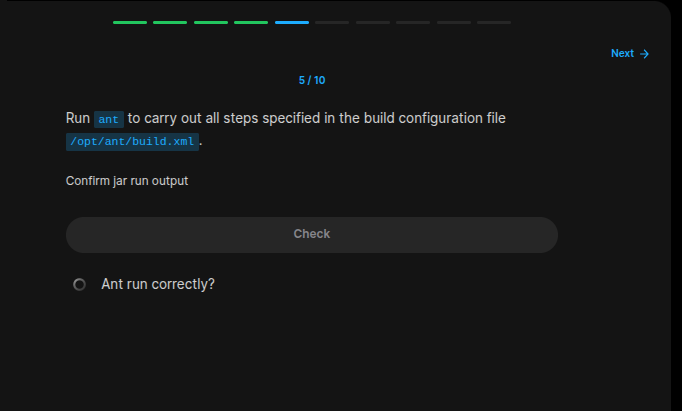 Next →
5 / 10
Run ant to carry out all steps specified in the build configuration file
/opt/ant/build.xml.
Confirm jar run output
Check
Ant run correctly?